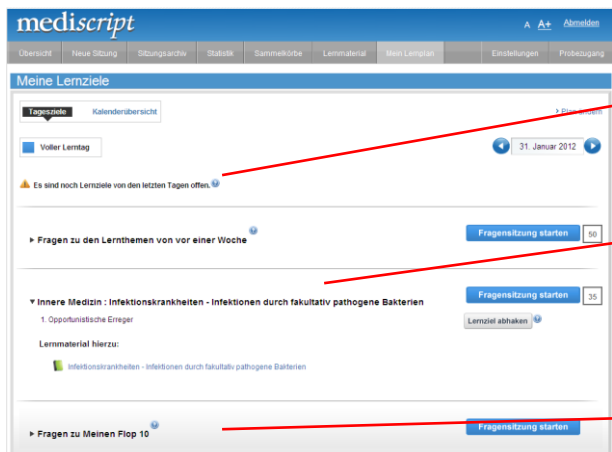 mediscript
A A+ Abmelden
Übersicht Neue Sitzung Sitzungsarchiv Statistik Sammelkörbe Lernmaterial Mein Lernplan Einstellungen Probezugang
Meine Lernziele
Tagesziele Kalenderübersicht
> Plan ändern
Voller Lerntag
31. Januar 2012
Es sind noch Lernziele von den letzten Tagen offen.
Fragen zu den Lernthemen von vor einer Woche
Fragensitzung starten 50
Innere Medizin : Infektionskrankheiten - Infektionen durch fakultativ pathogene Bakterien
Fragensitzung starten 35
1. Opportunistische Erreger
Lernziel abhaken
Lernmaterial hierzu:
Infektionskrankheiten - Infektionen durch fakultativ pathogene Bakterien
Fragen zu Meinen Flop 10
Fragensitzung starten